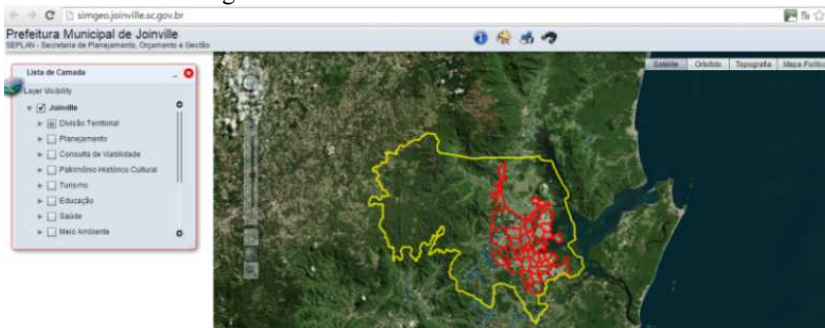 simgeo.joinville.sc.gov.br
Prefeitura Municipal de Joinville
SEPLAN - Secretaria de Planejamento, Orçamento e Gestão
Lista de Camada
Layer Visibility
Joinville
Divisão Territorial
Planejamento
Consulta de Viabilidade
Patrimônio Histórico Cultural
Turismo
Educação
Saúde
Meio Ambiente
Satelite Ortofoto Topografia Mapa Politico